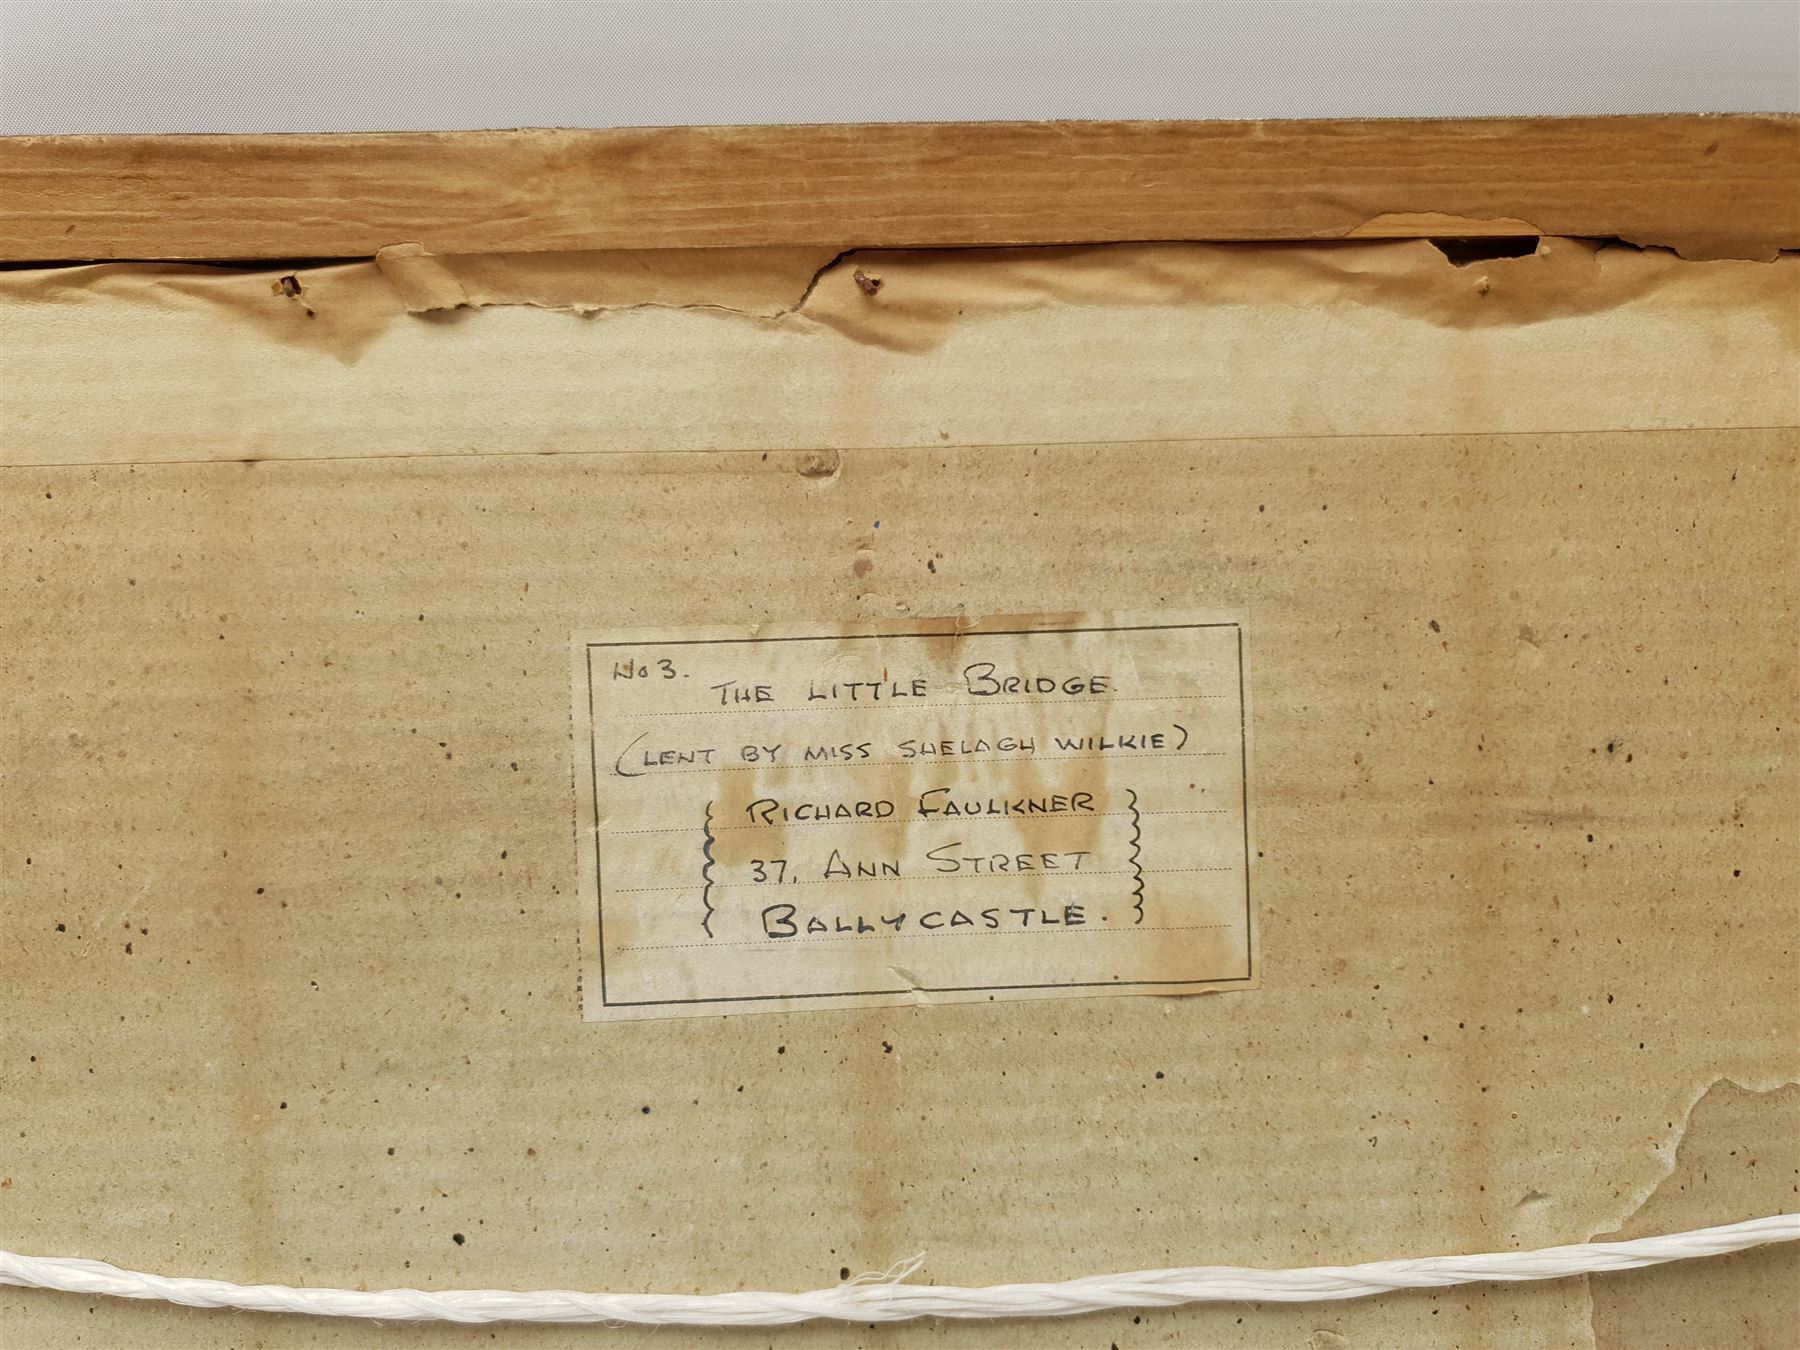 No 3.
THE LITTLE BRIDGE.
(LENT BY MISS SHELAGH WILKIE)
RICHARD FAULKNER
37, ANN STREET
BALLYCASTLE.